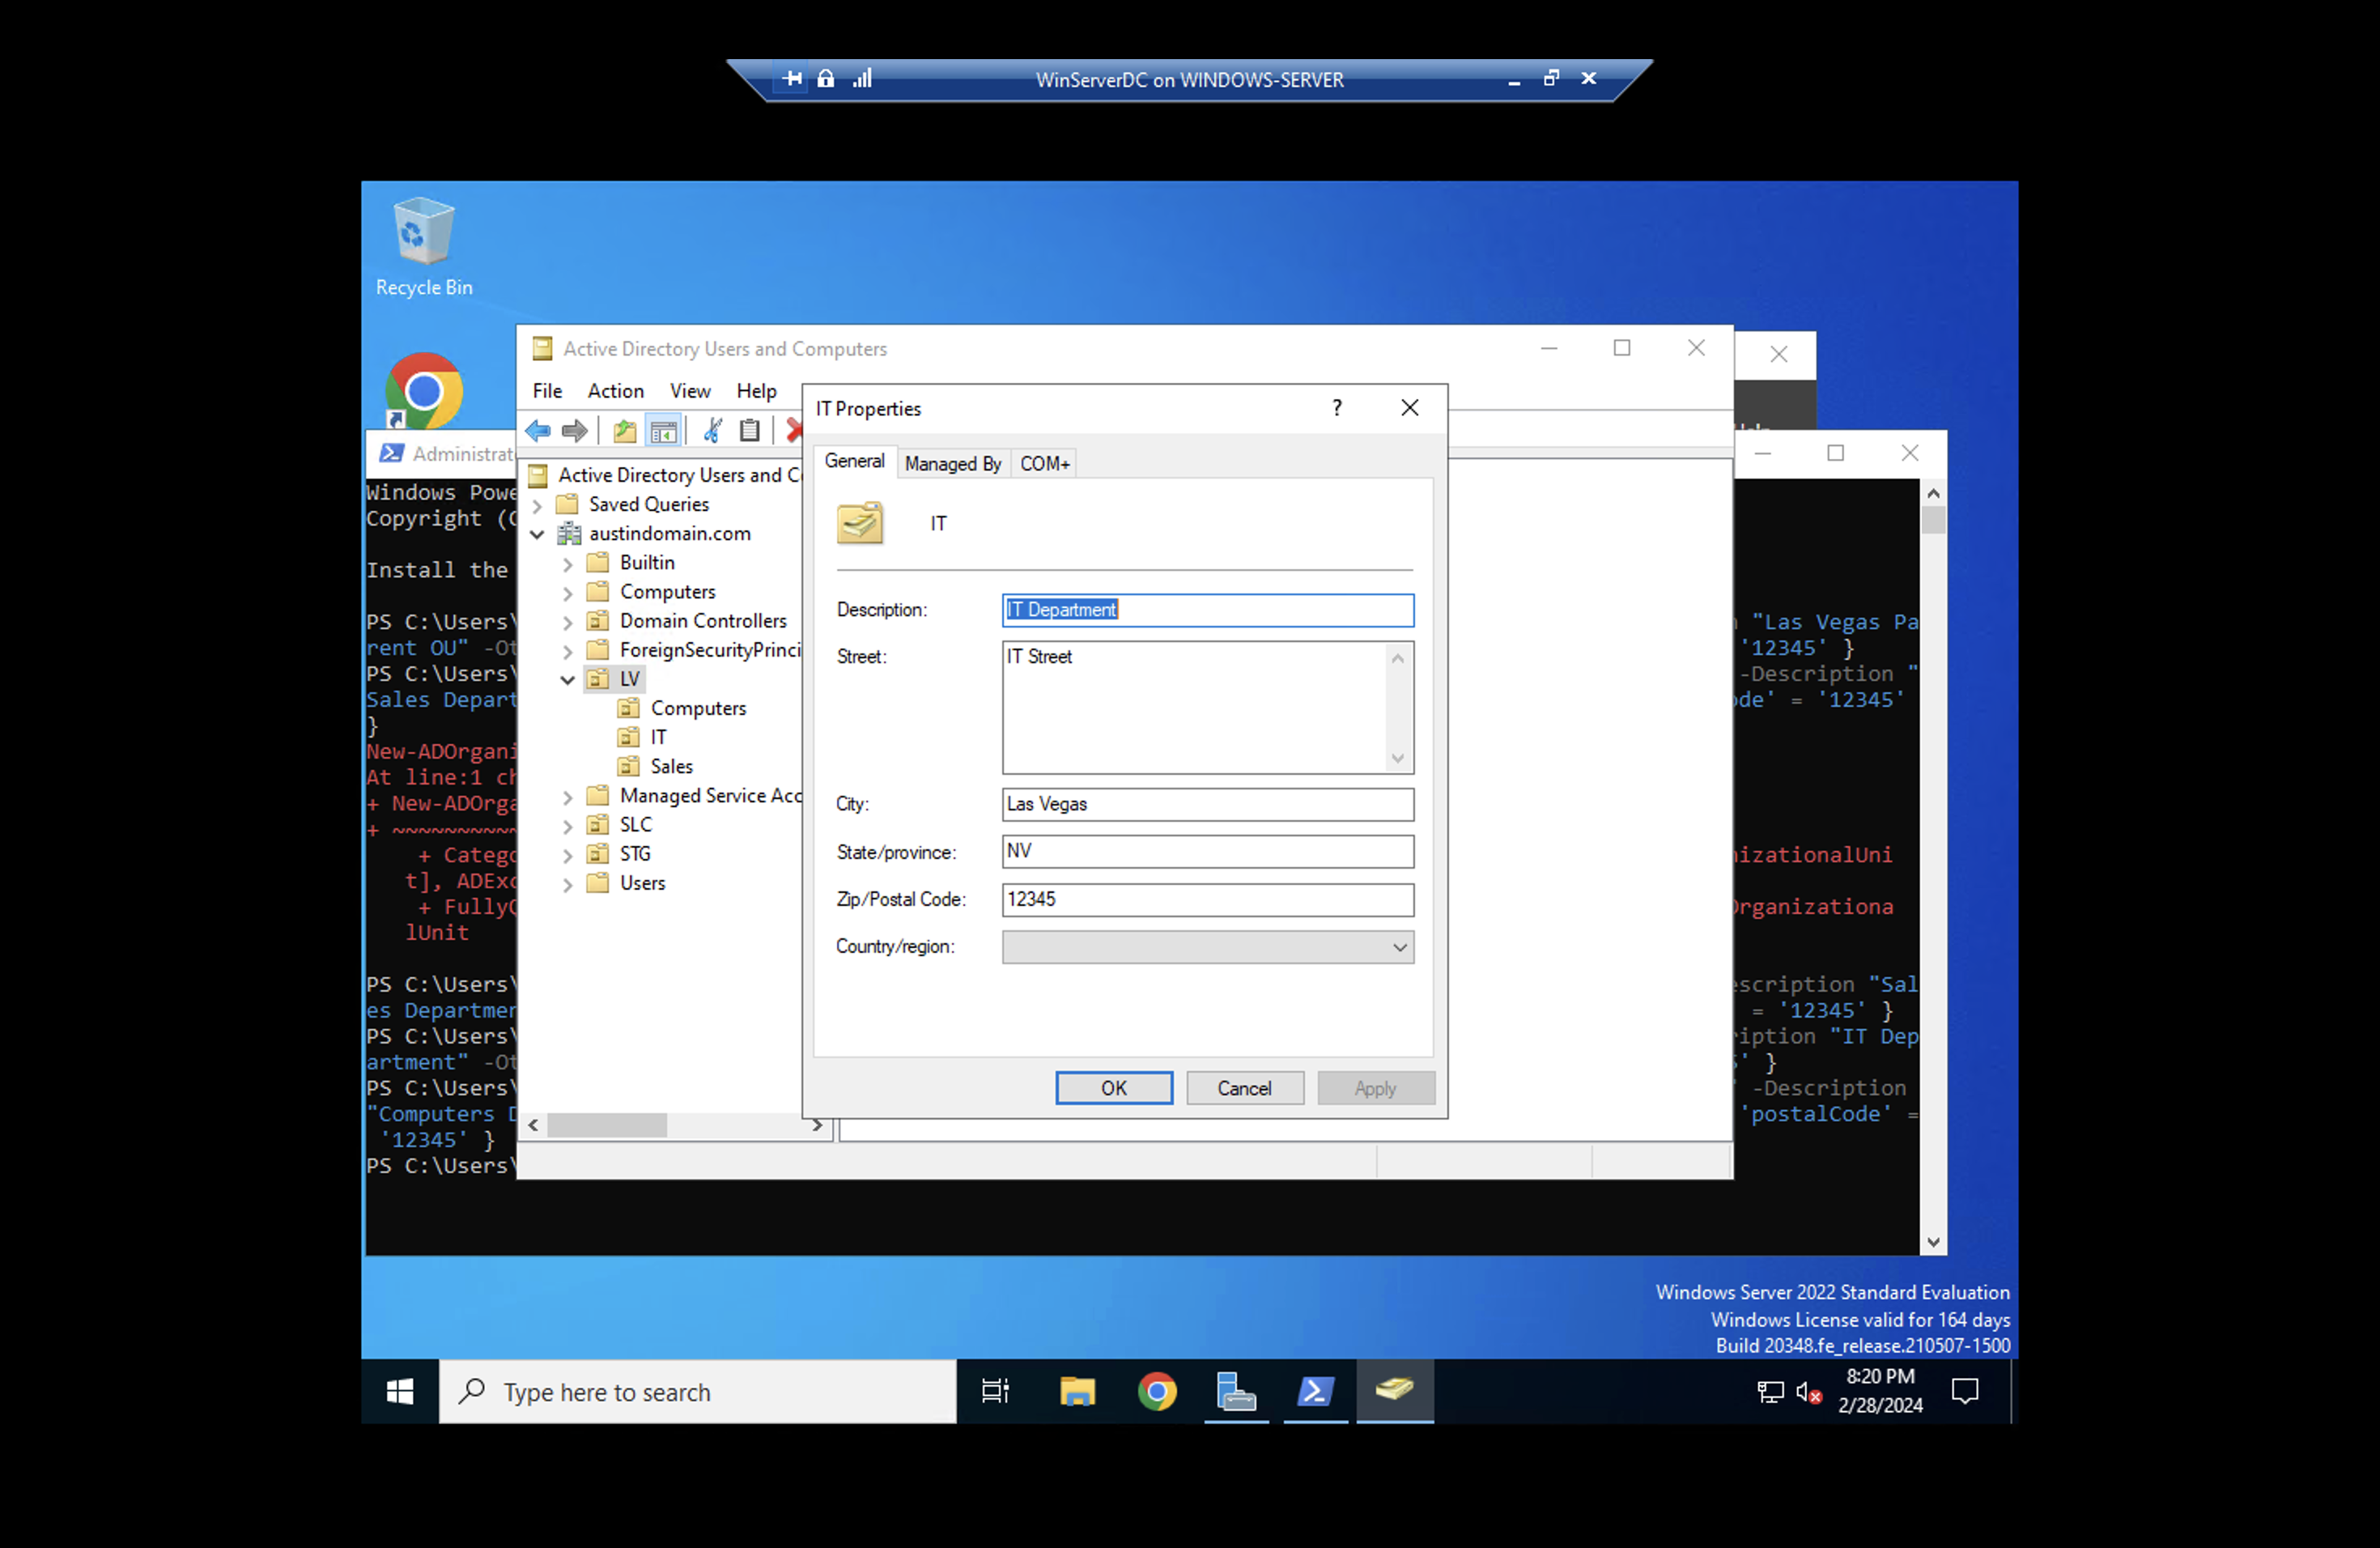 WinServerDC on WINDOWS-SERVER
Recycle Bin
Active Directory Users and Computers
File Action View Help
IT Properties
?
General
Managed By
COM+
IT
Description:
IT Department
Street:
IT Street
City:
Las Vegas
State/province:
NV
Zip/Postal Code:
12345
Country/region:
OK
Cancel
Apply
Active Directory Users and C
Saved Queries
austindomain.com
Builtin
Computers
Domain Controllers
ForeignSecurityPrinci
LV
Computers
IT
Sales
Managed Service Acc
SLC
STG
Users
Administrat
Windows Powe
Copyright (
Install the
PS C:\Users\ "Las Vegas Pa
rent OU" -Ot '12345' }
PS C:\Users\ -Description "
Sales Depart ode' = '12345'
}
New-ADOrgani
At line:1 ch
+ New-ADOrga
+ ~~~~~~~~~~
+ Catego nizationalUni
t], ADExc
+ FullyQ Organizationa
lUnit
PS C:\Users\ escription "Sal
es Departmen = '12345' }
PS C:\Users\ ription "IT Dep
artment" -Ot ' }
PS C:\Users\ ' -Description
"Computers D 'postalCode' =
'12345' }
PS C:\Users\
Windows Server 2022 Standard Evaluation
Windows License valid for 164 days
Build 20348.fe_release.210507-1500
Type here to search
8:20 PM
2/28/2024